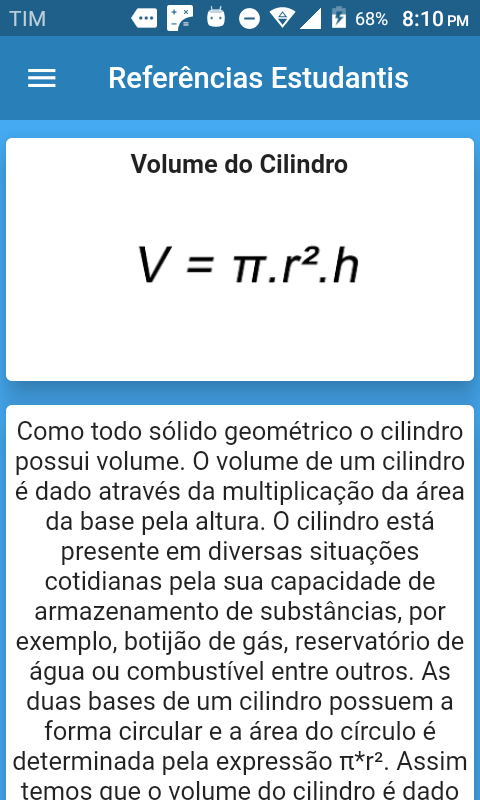 TIM 68% 8:10 PM
Referências Estudantis
Volume do Cilindro
V = π.r².h
Como todo sólido geométrico o cilindro
possui volume. O volume de um cilindro
é dado através da multiplicação da área
da base pela altura. O cilindro está
presente em diversas situações
cotidianas pela sua capacidade de
armazenamento de substâncias, por
exemplo, botijão de gás, reservatório de
água ou combustível entre outros. As
duas bases de um cilindro possuem a
forma circular e a área do círculo é
determinada pela expressão π*r². Assim
temos que o volume do cilindro é dado